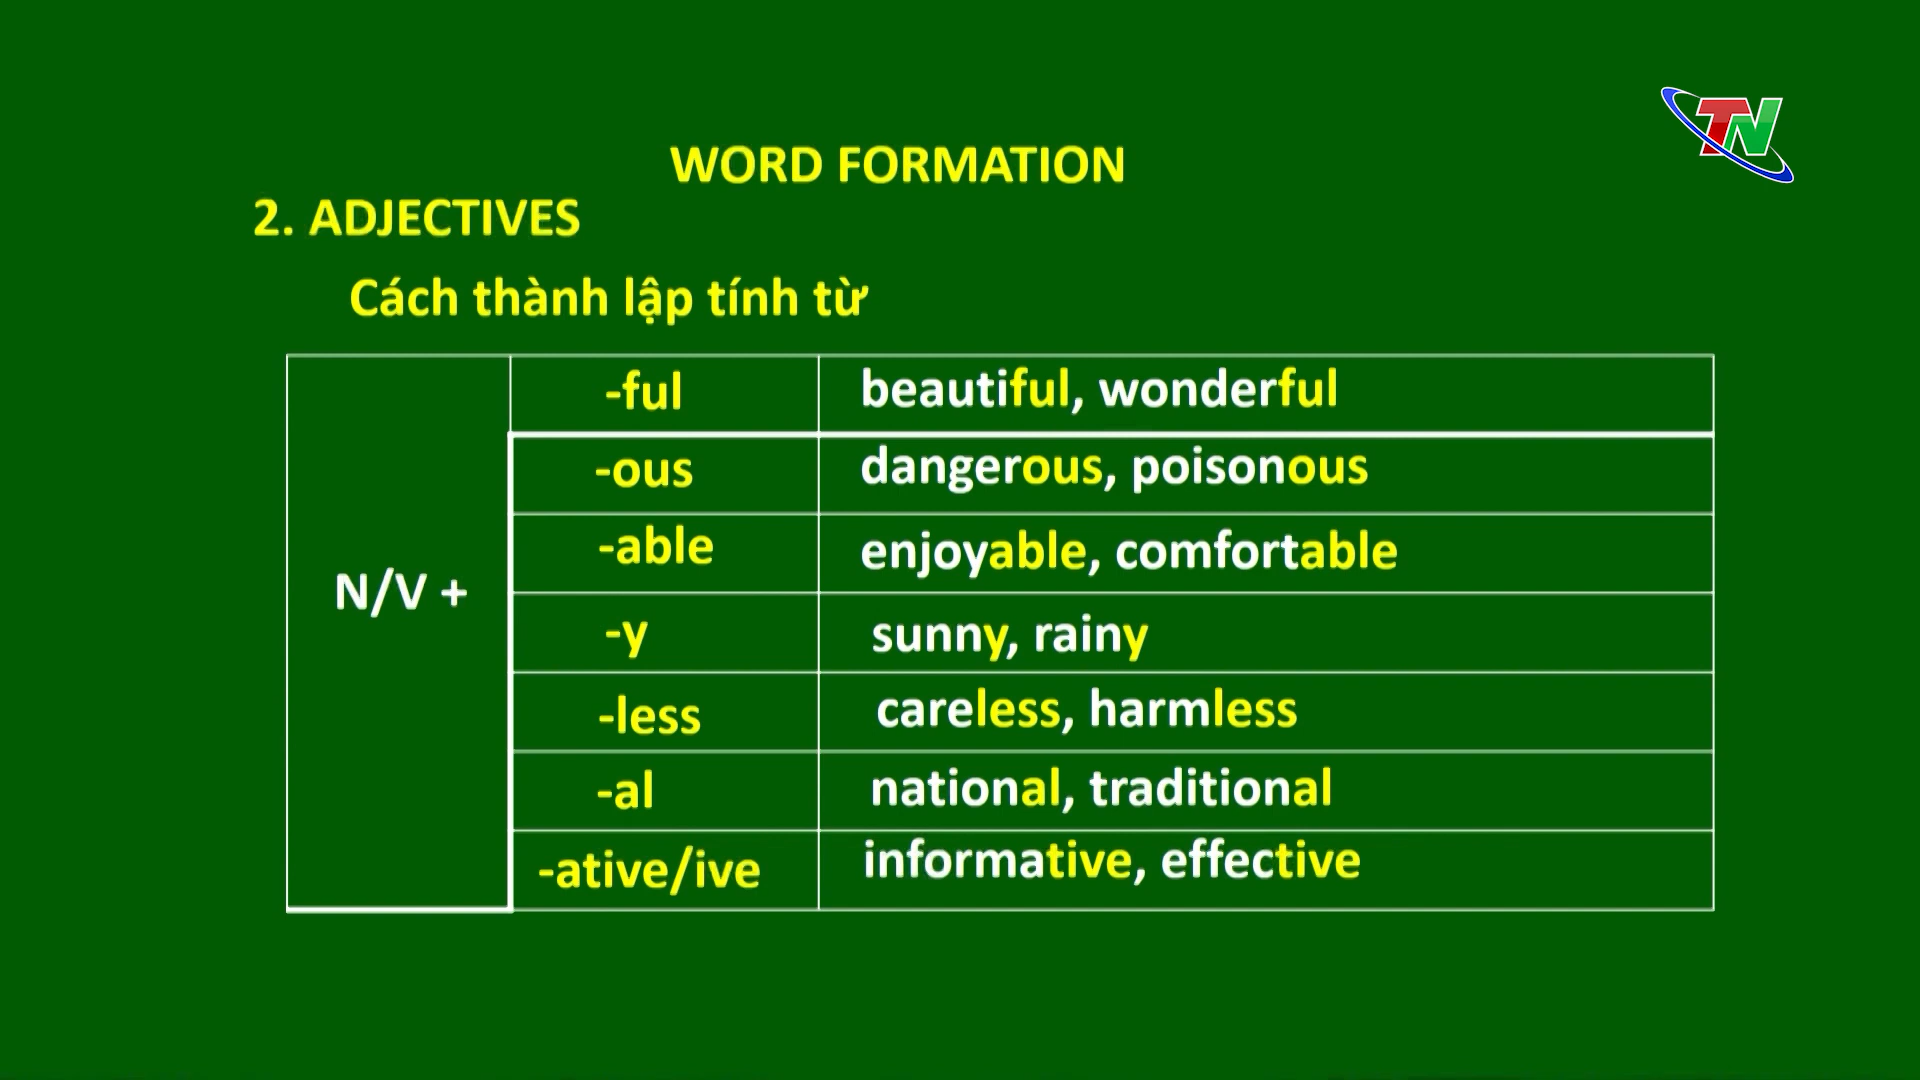 TN
WORD FORMATION
2. ADJECTIVES
Cách thành lập tính từ
N/V +
-ful
beautiful, wonderful
-ous
dangerous, poisonous
-able
enjoyable, comfortable
-y
sunny, rainy
-less
careless, harmless
-al
national, traditional
-ative/ive
informative, effective